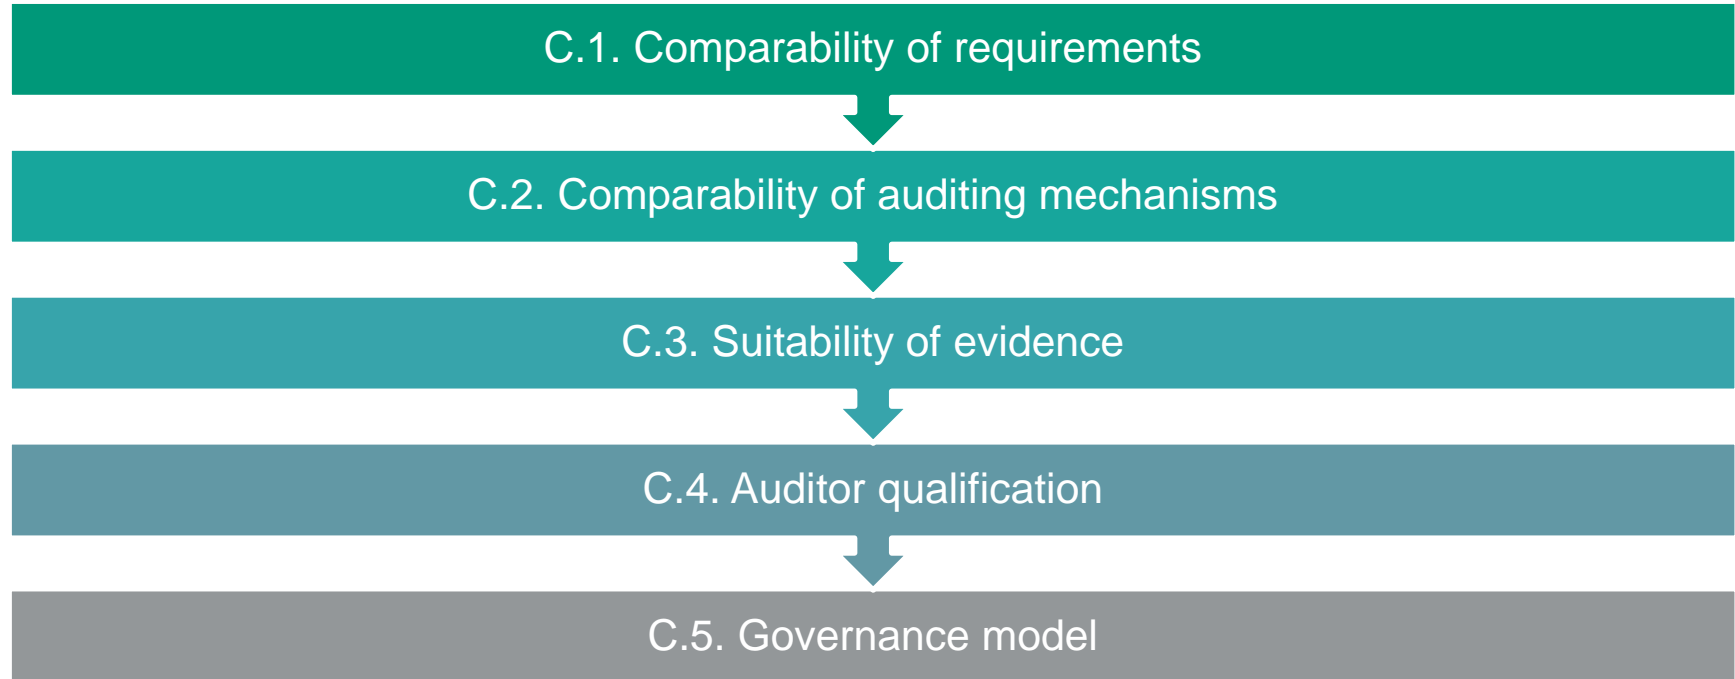 C.1. Comparability of requirements
C.2. Comparability of auditing mechanisms
C.3. Suitability of evidence
C.4. Auditor qualification
C.5. Governance model